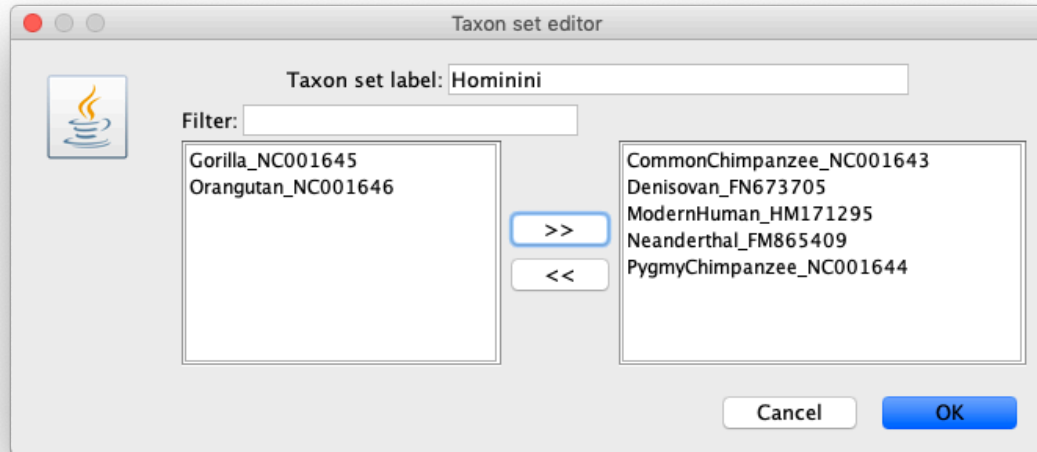 Taxon set editor
Taxon set label: Hominini
Filter:
Gorilla_NC001645
Orangutan_NC001646
>>
<<
CommonChimpanzee_NC001643
Denisovan_FN673705
ModernHuman_HM171295
Neanderthal_FM865409
PygmyChimpanzee_NC001644
Cancel
OK